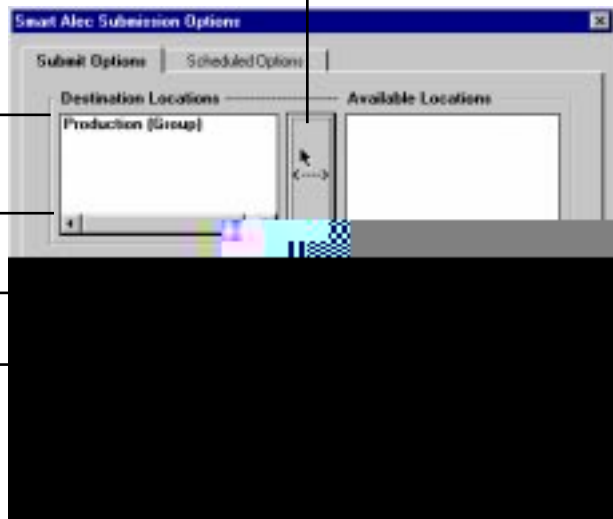 Smart Alec Submission Options
Submit Options Scheduled Options
Destination Locations Available Locations
Production (Group)
<---->